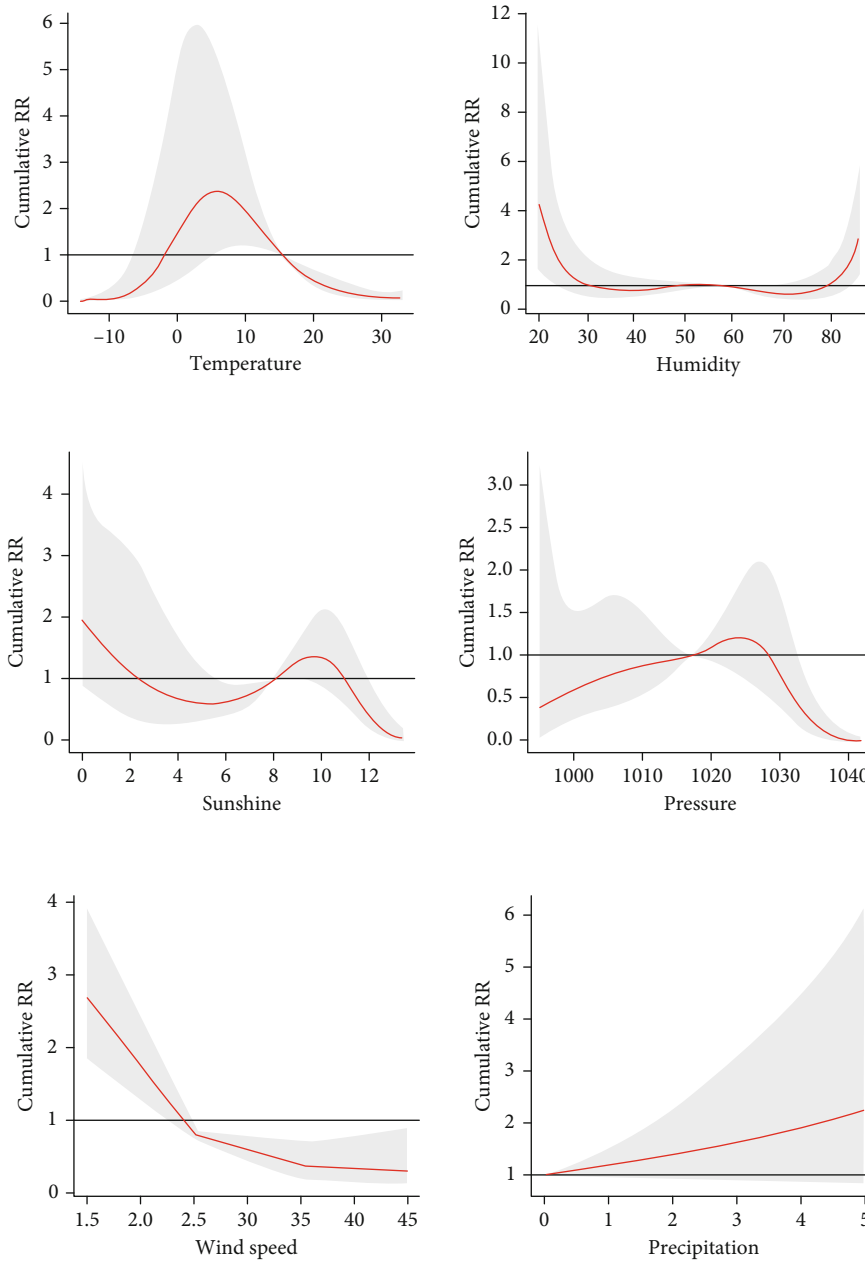 Cumulative RR
6
5
4
3
2
1
0
−10 0 10 20 30
Temperature
Cumulative RR
12
10
8
6
4
2
0
20 30 40 50 60 70 80
Humidity
Cumulative RR
4
3
2
1
0
0 2 4 6 8 10 12
Sunshine
Cumulative RR
3.0
2.5
2.0
1.5
1.0
0.5
0.0
1000 1010 1020 1030 1040
Pressure
Cumulative RR
4
3
2
1
0
1.5 2.0 2.5 30 35 40 45
Wind speed
Cumulative RR
6
5
4
3
2
1
0 1 2 3 4 5
Precipitation